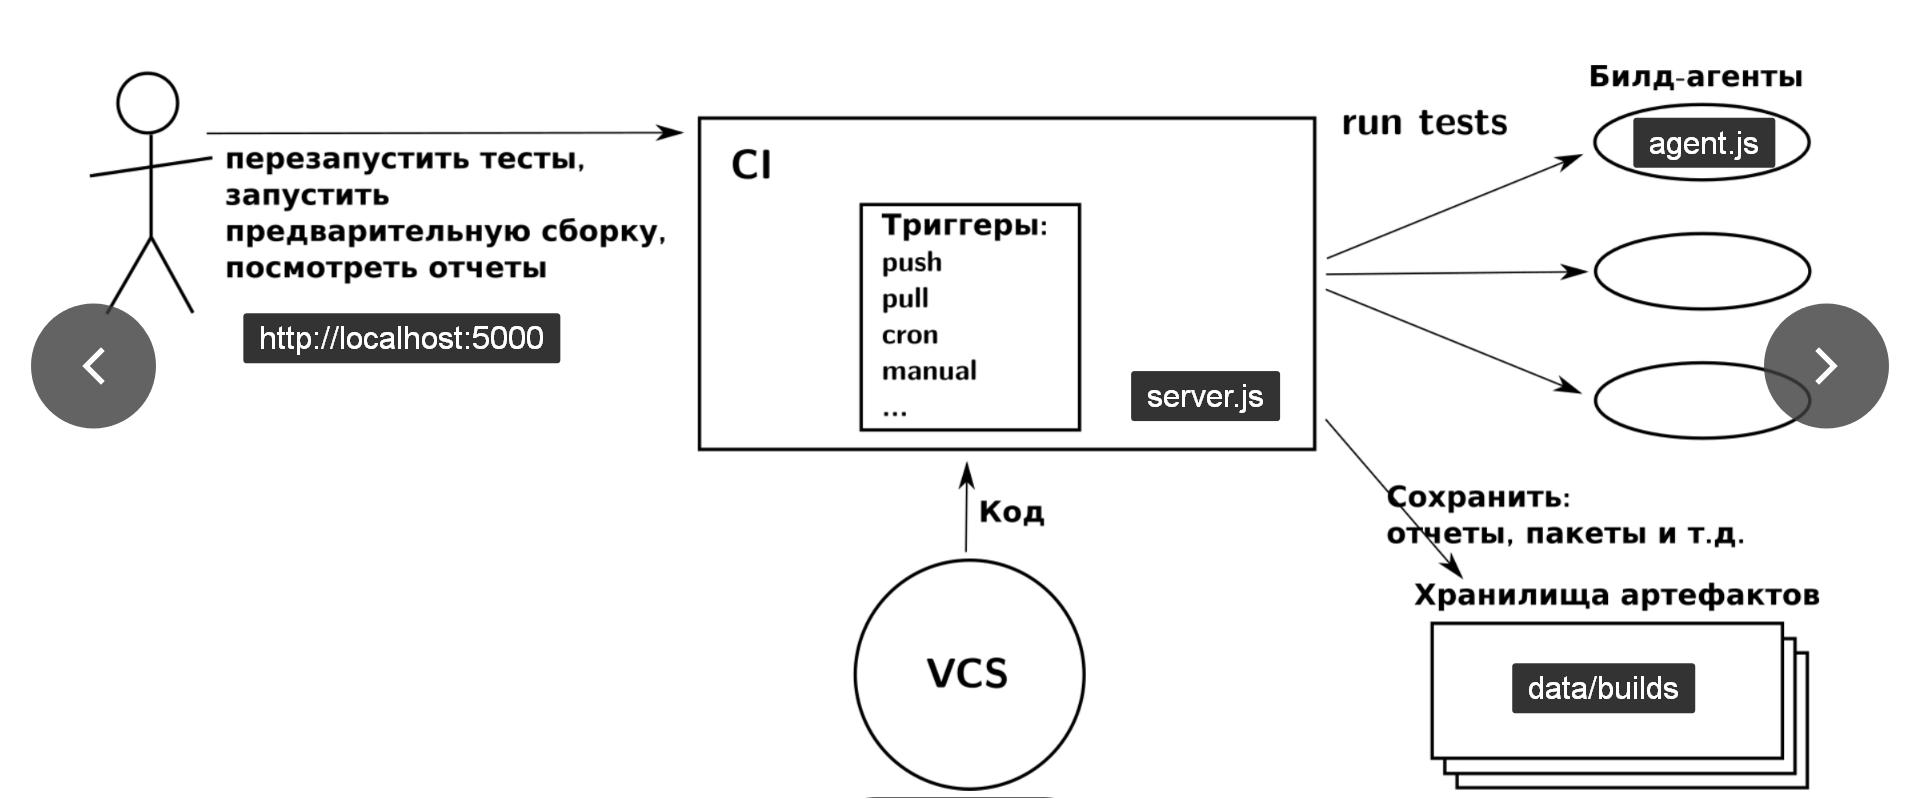 перезапустить тесты,
запустить
предварительную сборку,
посмотреть отчеты
http://localhost:5000
CI
Триггеры:
push
pull
cron
manual
...
server.js
run tests
Билд-агенты
agent.js
Код
VCS
Сохранить:
отчеты, пакеты и т.д.
Хранилища артефактов
data/builds